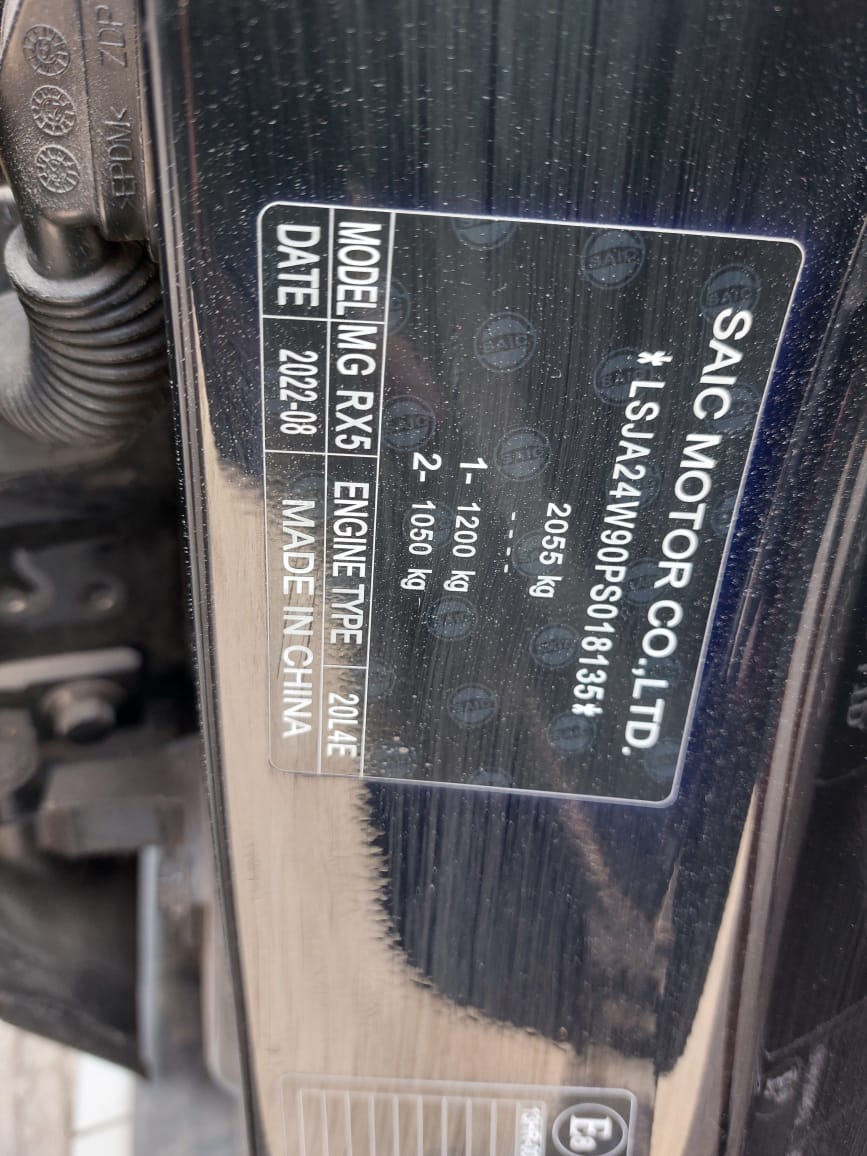 SAIC MOTOR CO.,LTD.
*LSJA24W90PS018135*
2055 kg
----
1- 1200 kg
2- 1050 kg
MODEL MG RX5 ENGINE TYPE 20L4E
DATE 2022-08 MADE IN CHINA
SAIC